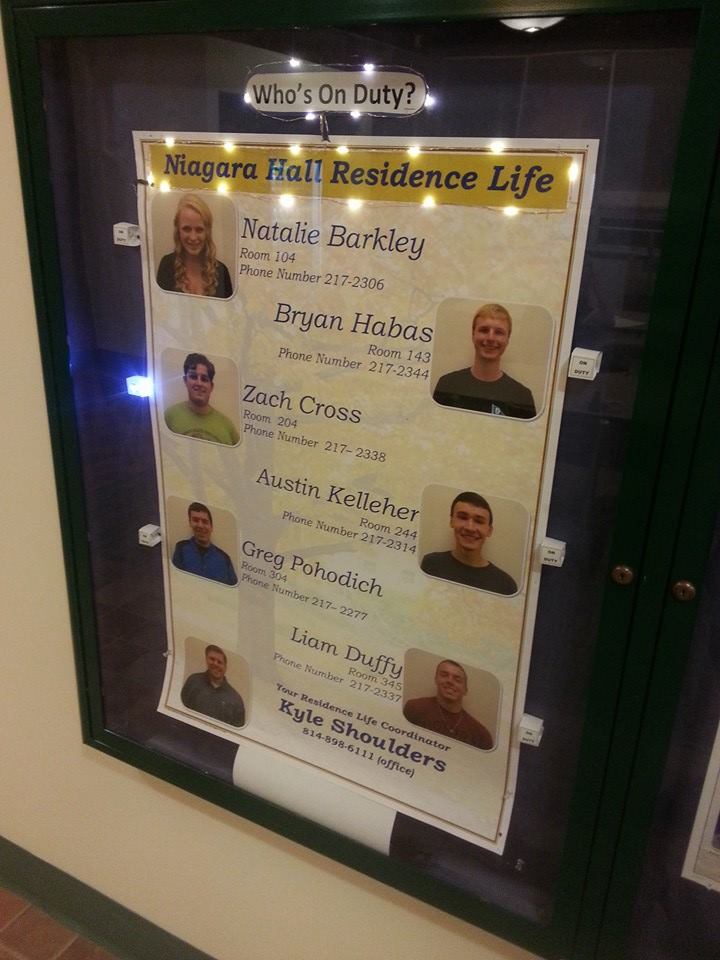 Who's On Duty?
Niagara Hall Residence Life
Natalie Barkley
Room 104
Phone Number 217-2306
Bryan Habas
Room 143
Phone Number 217-2344
Zach Cross
Room 204
Phone Number 217– 2338
Austin Kelleher
Room 244
Phone Number 217-2314
Greg Pohodich
Room 304
Phone Number 217– 2277
Liam Duffy
Room 345
Phone Number 217-2337
Your Residence Life Coordinator
Kyle Shoulders
814-898-6111 (office)
ON
DUTY
ON
DUTY
ON
DUTY
ON
DUTY